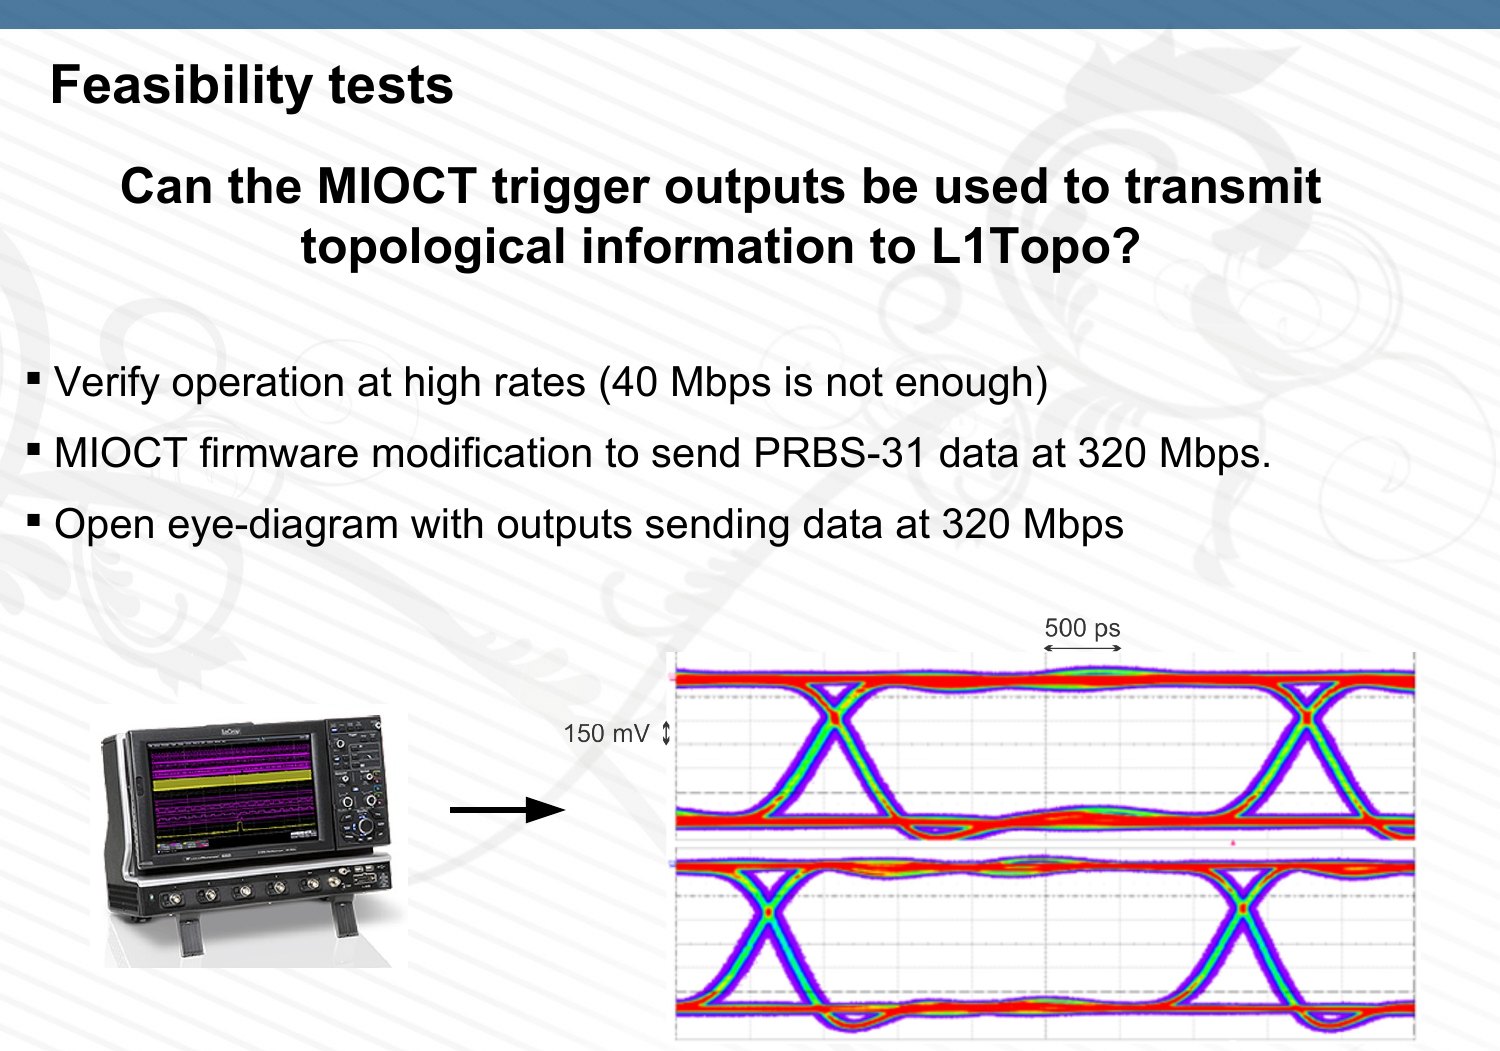 Feasibility tests
Can the MIOCT trigger outputs be used to transmit
topological information to L1Topo?
▪ Verify operation at high rates (40 Mbps is not enough)
▪ MIOCT firmware modification to send PRBS-31 data at 320 Mbps.
▪ Open eye-diagram with outputs sending data at 320 Mbps
500 ps
150 mV
LeCroy